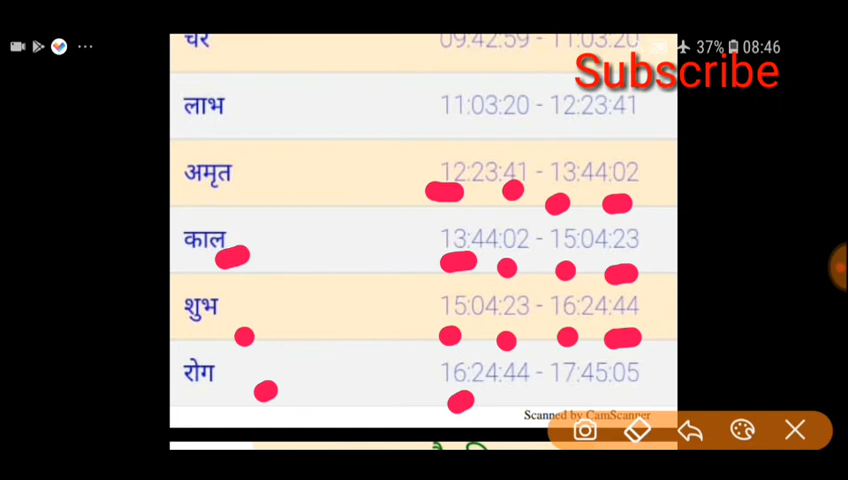 चर 09:42:59 - 11:03:20
37% 08:46
Subscribe
लाभ 11:03:20 - 12:23:41
अमृत 12:23:41 - 13:44:02
काल 13:44:02 - 15:04:23
शुभ 15:04:23 - 16:24:44
रोग 16:24:44 - 17:45:05
Scanned by CamScanner